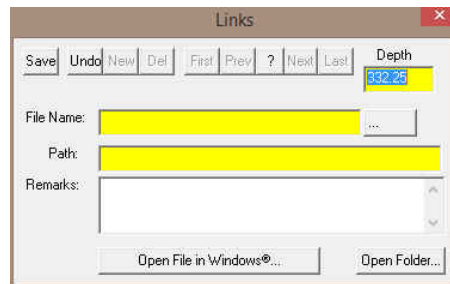 Links
Save Undo New Del First Prev ? Next Last Depth
332.25
File Name: ...
Path:
Remarks:
Open File in Windows®... Open Folder...